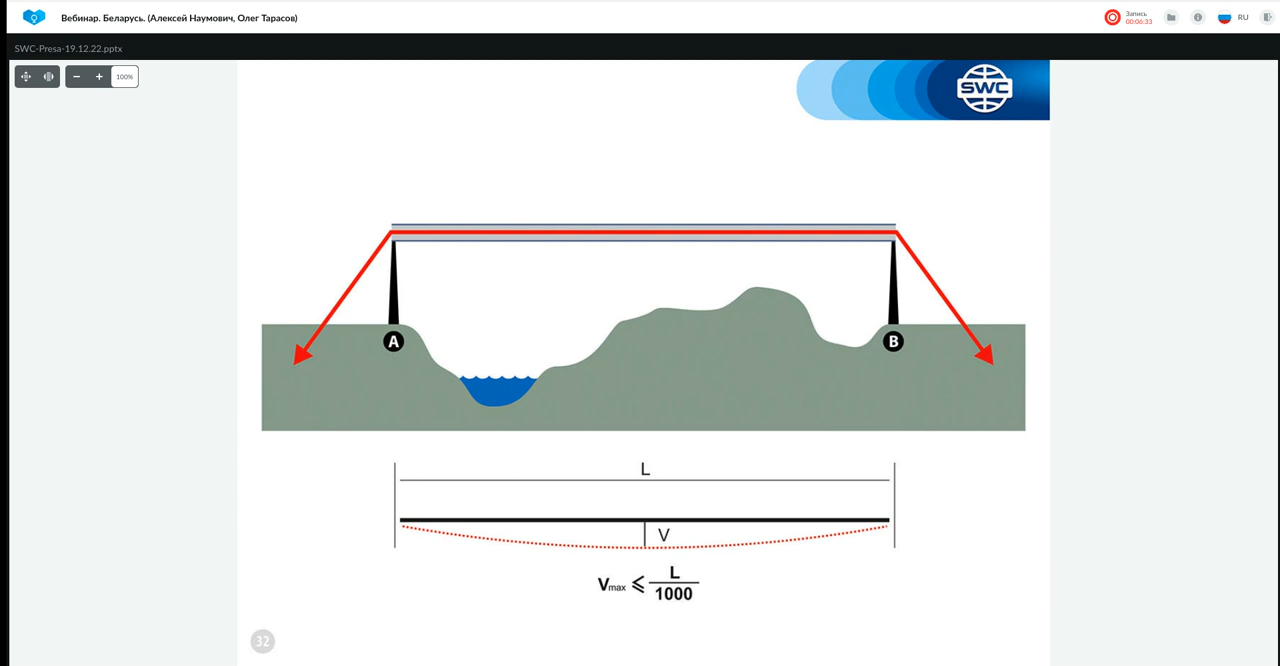 Вебинар. Беларусь. (Алексей Наумович, Олег Тарасов)
Запись
00:06:33
RU
SWC-Presa-19.12.22.pptx
100%
SWC
A
B
L
V
Vmax ⩽ L
1000
32